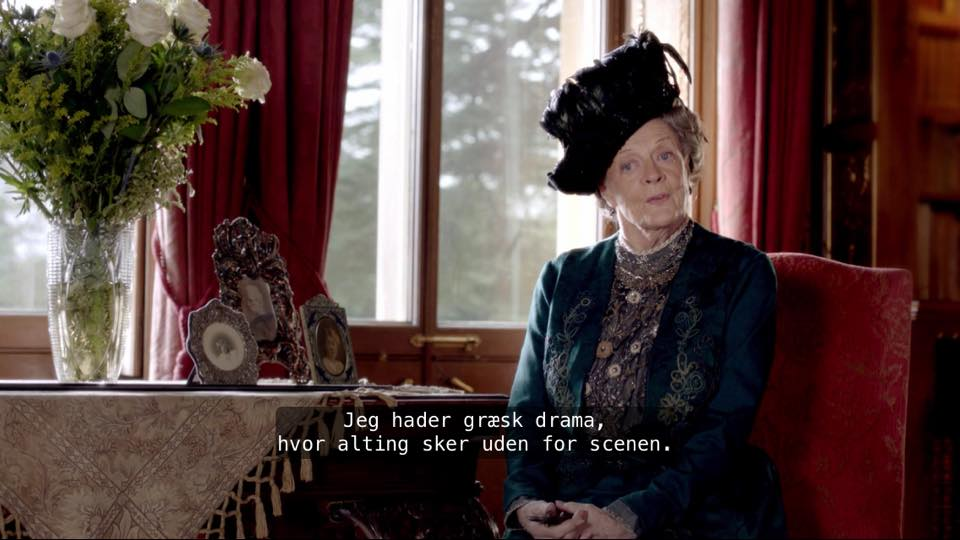 Jeg hader græsk drama,
hvor alting sker uden for scenen.